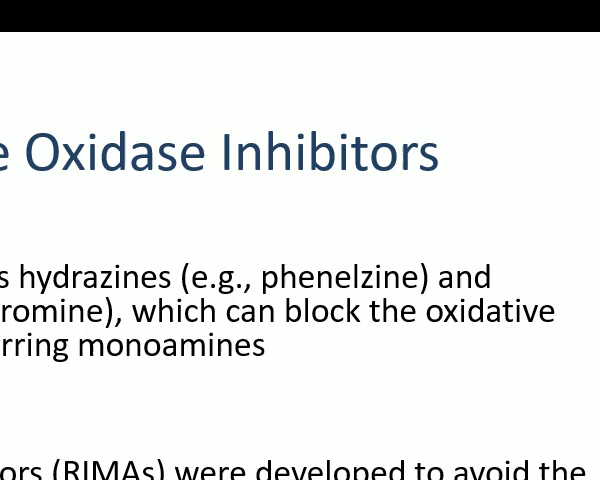 e Oxidase Inhibitors
s hydrazines (e.g., phenelzine) and
romine), which can block the oxidative
rring monoamines
ors (RIMAs) were developed to avoid the